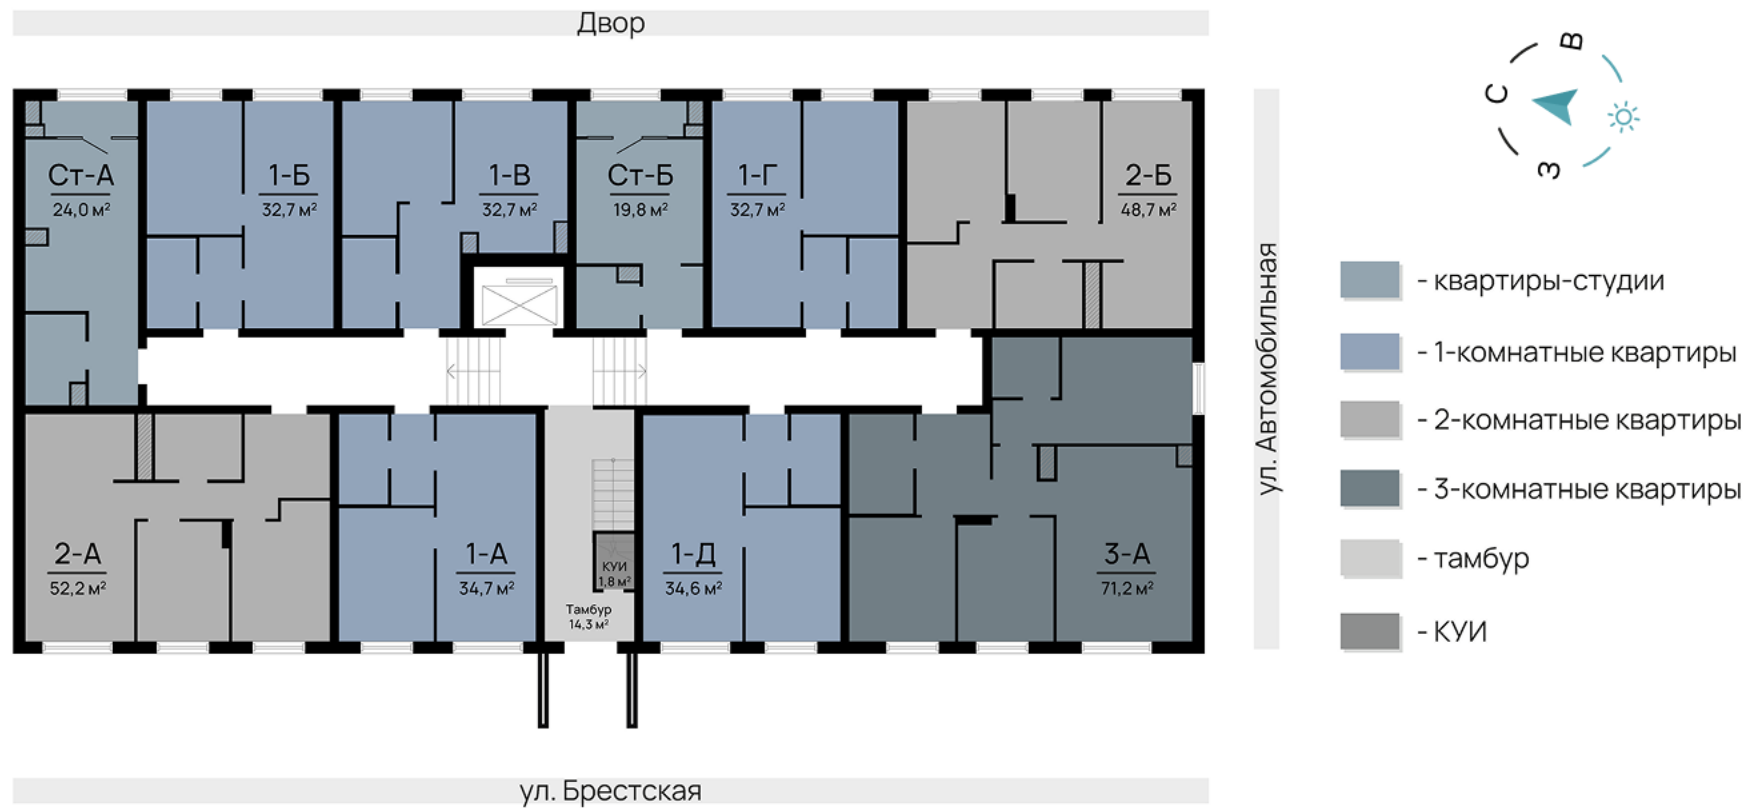 Двор
В
С
З
Ст-А
24,0 м²
1-Б
32,7 м²
1-В
32,7 м²
Ст-Б
19,8 м²
1-Г
32,7 м²
2-Б
48,7 м²
ул. Автомобильная
- квартиры-студии
- 1-комнатные квартиры
- 2-комнатные квартиры
- 3-комнатные квартиры
- тамбур
- КУИ
2-А
52,2 м²
1-А
34,7 м²
КУИ
1,8 м²
Тамбур
14,3 м²
1-Д
34,6 м²
3-А
71,2 м²
ул. Брестская